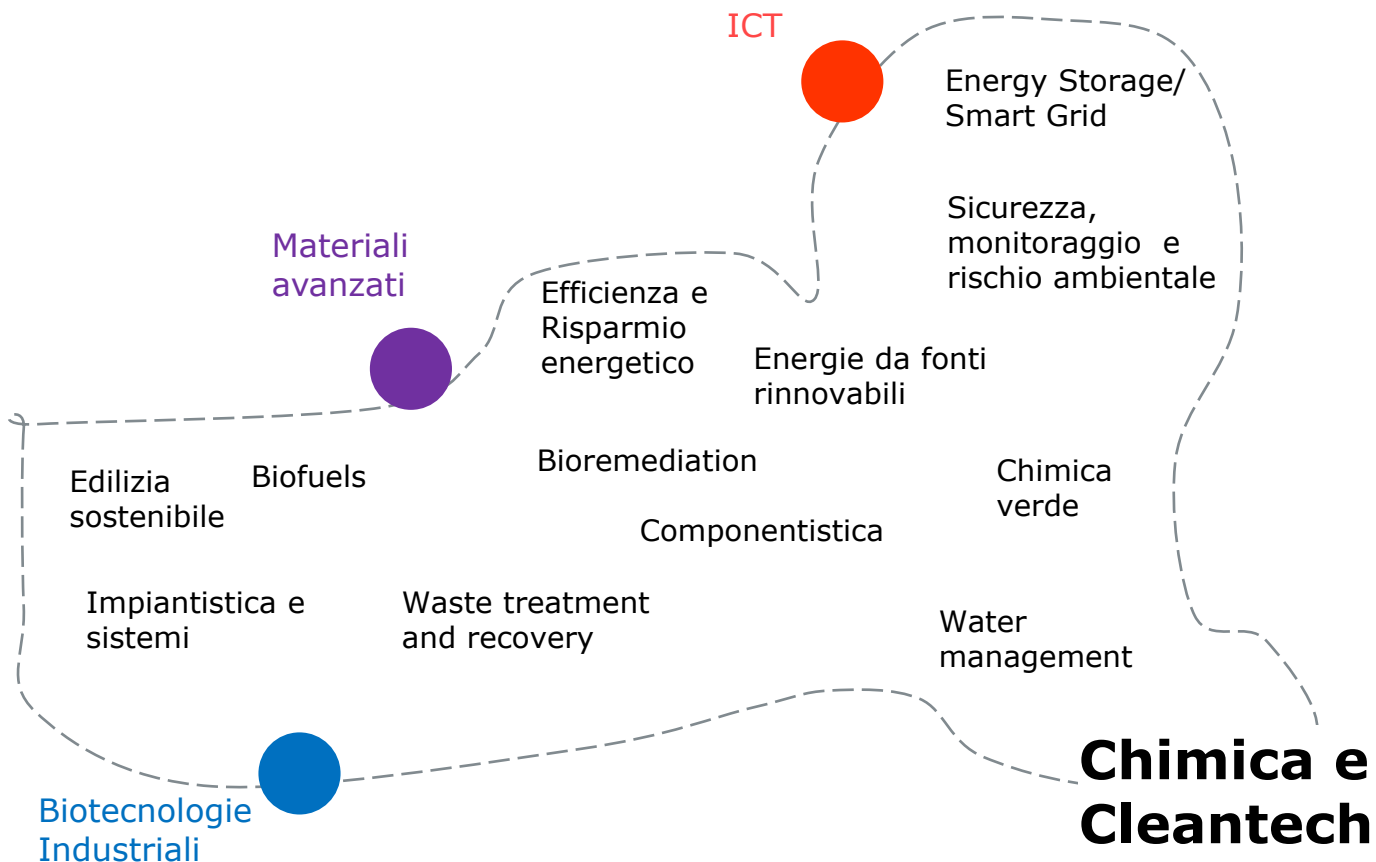 ICT
Energy Storage/
Smart Grid
Sicurezza,
monitoraggio e
rischio ambientale
Materiali
avanzati
Efficienza e
Risparmio
energetico
Energie da fonti
rinnovabili
Edilizia
sostenibile
Biofuels
Bioremediation
Chimica
verde
Componentistica
Impiantistica e
sistemi
Waste treatment
and recovery
Water
management
Chimica e
Cleantech
Biotecnologie
Industriali